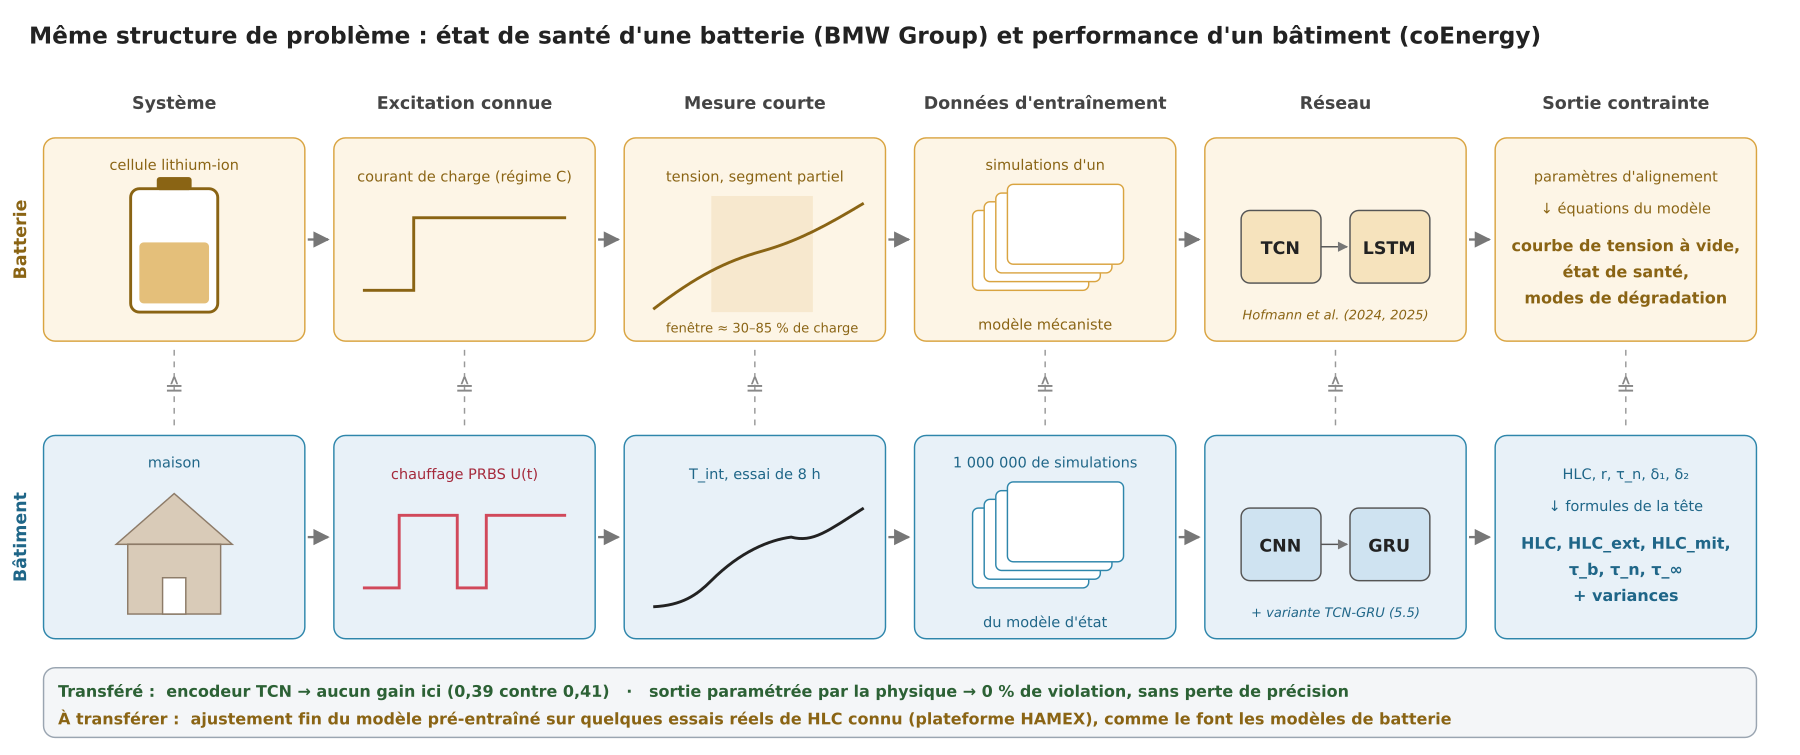 Même structure de problème : état de santé d'une batterie (BMW Group) et performance d'un bâtiment (coEnergy)
Système
Excitation connue
Mesure courte
Données d'entraînement
Réseau
Sortie contrainte
Batterie
cellule lithium-ion
courant de charge (régime C)
tension, segment partiel
fenêtre ≈ 30–85 % de charge
simulations d'un
modèle mécaniste
TCN
LSTM
Hofmann et al. (2024, 2025)
paramètres d'alignement
↓ équations du modèle
courbe de tension à vide,
état de santé,
modes de dégradation
≙
≙
≙
≙
≙
≙
Bâtiment
maison
chauffage PRBS U(t)
T_int, essai de 8 h
1 000 000 de simulations
du modèle d'état
CNN
GRU
+ variante TCN-GRU (5.5)
HLC, r, τ_n, δ₁, δ₂
↓ formules de la tête
HLC, HLC_ext, HLC_mit,
τ_b, τ_n, τ_∞
+ variances
Transféré : encodeur TCN → aucun gain ici (0,39 contre 0,41) · sortie paramétrée par la physique → 0 % de violation, sans perte de précision
À transférer : ajustement fin du modèle pré-entraîné sur quelques essais réels de HLC connu (plateforme HAMEX), comme le font les modèles de batterie